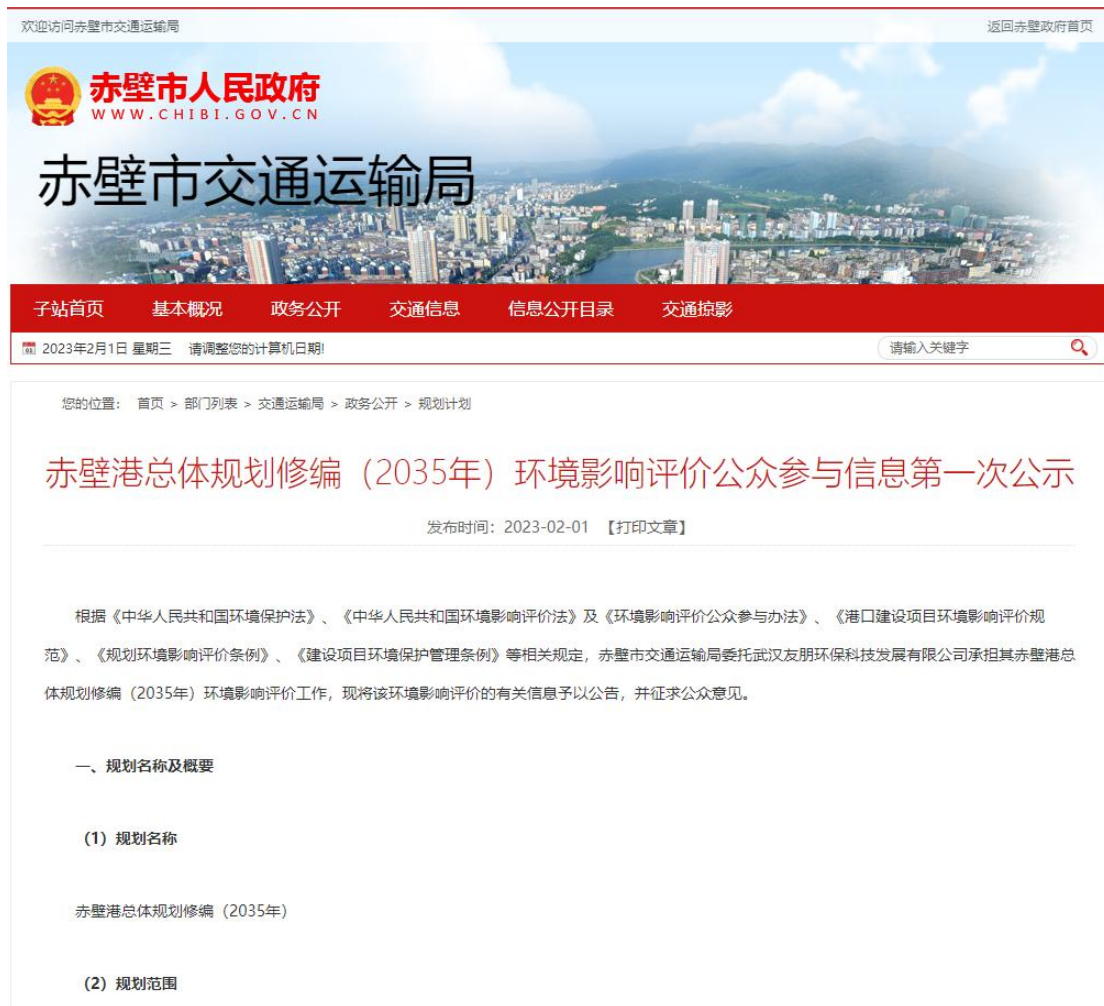 欢迎访问赤壁市交通运输局
返回赤壁政府首页
赤壁市人民政府
WWW.CHIBI.GOV.CN
赤壁市交通运输局
子站首页 基本概况 政务公开 交通信息 信息公开目录 交通掠影
2023年2月1日 星期三 请调整您的计算机日期!
请输入关键字
您的位置: 首页 > 部门列表 > 交通运输局 > 政务公开 > 规划计划
赤壁港总体规划修编（2035年）环境影响评价公众参与信息第一次公示
发布时间：2023-02-01 【打印文章】
根据《中华人民共和国环境保护法》、《中华人民共和国环境影响评价法》及《环境影响评价公众参与办法》、《港口建设项目环境影响评价规
范》、《规划环境影响评价条例》、《建设项目环境保护管理条例》等相关规定，赤壁市交通运输局委托武汉友朋环保科技发展有限公司承担其赤壁港总
体规划修编（2035年）环境影响评价工作，现将该环境影响评价的有关信息予以公告，并征求公众意见。
一、规划名称及概要
（1）规划名称
赤壁港总体规划修编（2035年）
（2）规划范围